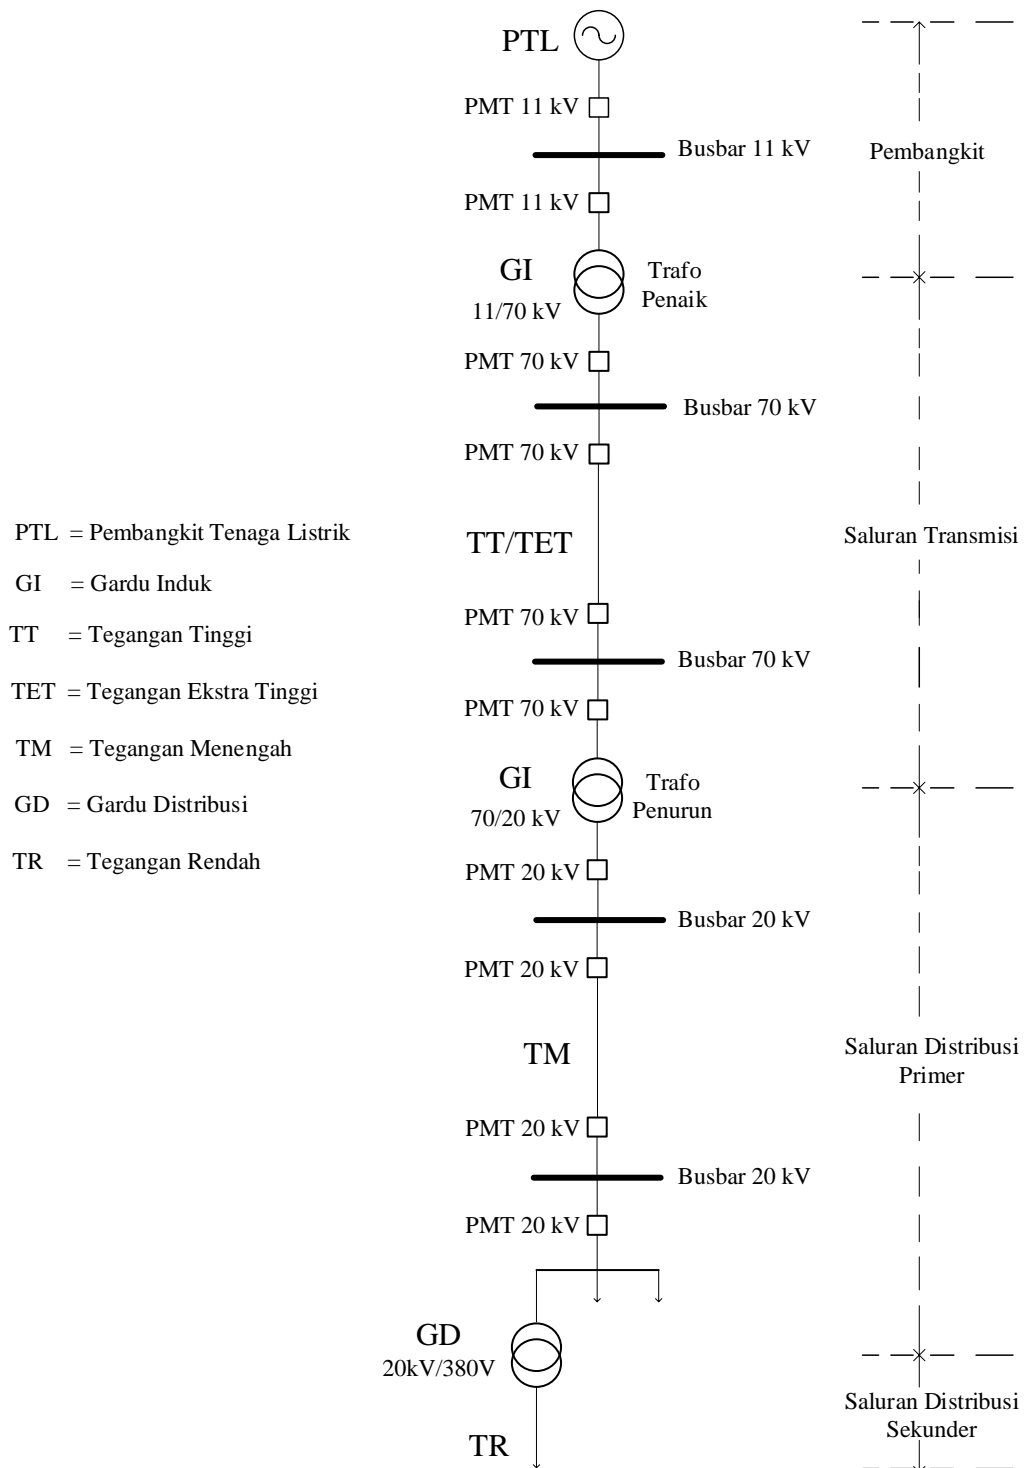 PTL
PMT 11 kV
Busbar 11 kV
Pembangkit
PMT 11 kV
GI
11/70 kV
Trafo
Penaik
PMT 70 kV
Busbar 70 kV
PMT 70 kV
PTL = Pembangkit Tenaga Listrik
GI = Gardu Induk
TT = Tegangan Tinggi
TET = Tegangan Ekstra Tinggi
TM = Tegangan Menengah
GD = Gardu Distribusi
TR = Tegangan Rendah
TT/TET
Saluran Transmisi
PMT 70 kV
Busbar 70 kV
PMT 70 kV
GI
70/20 kV
Trafo
Penurun
PMT 20 kV
Busbar 20 kV
PMT 20 kV
TM
Saluran Distribusi
Primer
PMT 20 kV
Busbar 20 kV
PMT 20 kV
GD
20kV/380V
Saluran Distribusi
Sekunder
TR